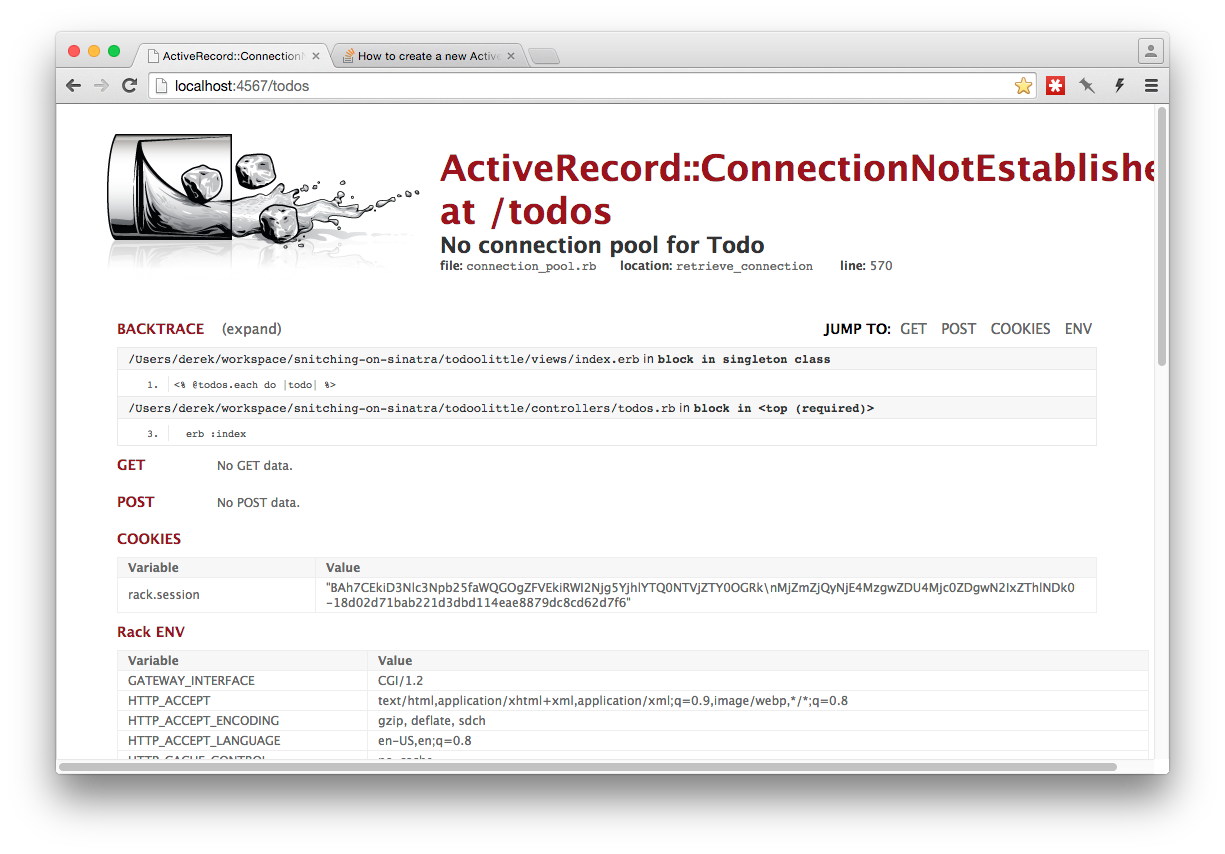 ActiveRecord::Connection
How to create a new Active
localhost:4567/todos
ActiveRecord::ConnectionNotEstablishe
at /todos
No connection pool for Todo
file: connection_pool.rb location: retrieve_connection line: 570
BACKTRACE (expand) JUMP TO: GET POST COOKIES ENV
/Users/derek/workspace/snitching-on-sinatra/todoolittle/views/index.erb in block in singleton class
1. <% @todos.each do |todo| %>
/Users/derek/workspace/snitching-on-sinatra/todoolittle/controllers/todos.rb in block in <top (required)>
3. erb :index
GET No GET data.
POST No POST data.
COOKIES
Variable Value
rack.session "BAh7CEkiD3Nlc3Npb25faWQGOgZFVEkiRWI2Njg5YjhlYTQ0NTVjZTY0OGRk\nMjZmZjQyNjE4MzgwZDU4Mjc0ZDgwN2IxZThlNDk0
-18d02d71bab221d3dbd114eae8879dc8cd62d7f6"
Rack ENV
Variable Value
GATEWAY_INTERFACE CGI/1.2
HTTP_ACCEPT text/html,application/xhtml+xml,application/xml;q=0.9,image/webp,*/*;q=0.8
HTTP_ACCEPT_ENCODING gzip, deflate, sdch
HTTP_ACCEPT_LANGUAGE en-US,en;q=0.8
HTTP_CACHE_CONTROL no-cache